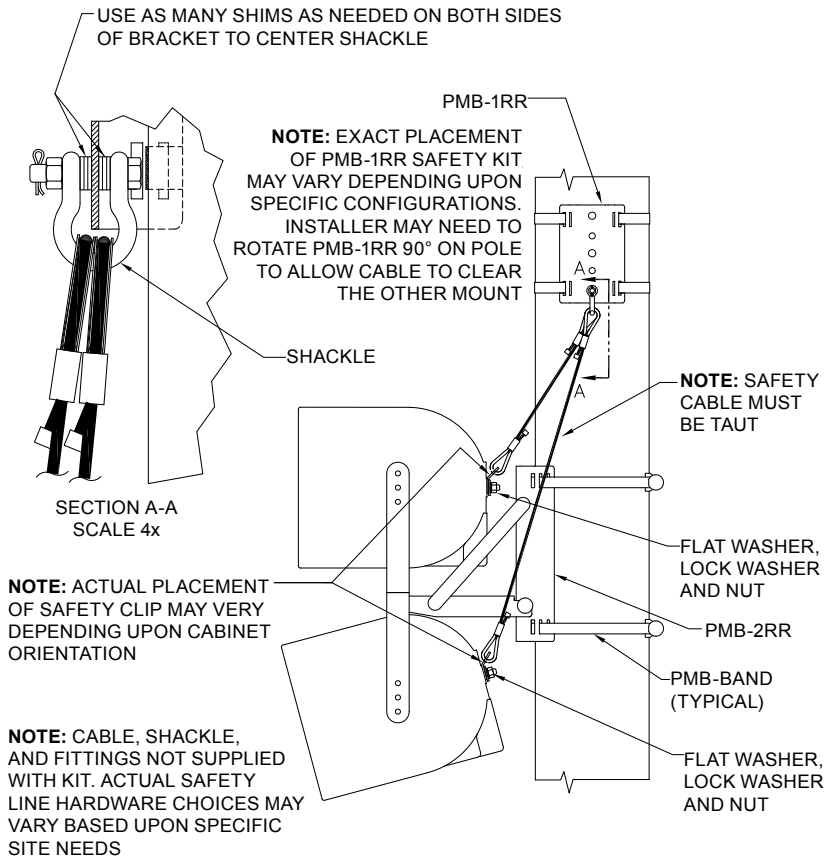 USE AS MANY SHIMS AS NEEDED ON BOTH SIDES
OF BRACKET TO CENTER SHACKLE
PMB-1RR
NOTE: EXACT PLACEMENT
OF PMB-1RR SAFETY KIT
MAY VARY DEPENDING UPON
SPECIFIC CONFIGURATIONS.
INSTALLER MAY NEED TO
ROTATE PMB-1RR 90° ON POLE
TO ALLOW CABLE TO CLEAR
THE OTHER MOUNT
A
A
SHACKLE
NOTE: SAFETY
CABLE MUST
BE TAUT
SECTION A-A
SCALE 4x
FLAT WASHER,
LOCK WASHER
AND NUT
NOTE: ACTUAL PLACEMENT
OF SAFETY CLIP MAY VERY
DEPENDING UPON CABINET
ORIENTATION
PMB-2RR
PMB-BAND
(TYPICAL)
NOTE: CABLE, SHACKLE,
AND FITTINGS NOT SUPPLIED
WITH KIT. ACTUAL SAFETY
LINE HARDWARE CHOICES MAY
VARY BASED UPON SPECIFIC
SITE NEEDS
FLAT WASHER,
LOCK WASHER
AND NUT